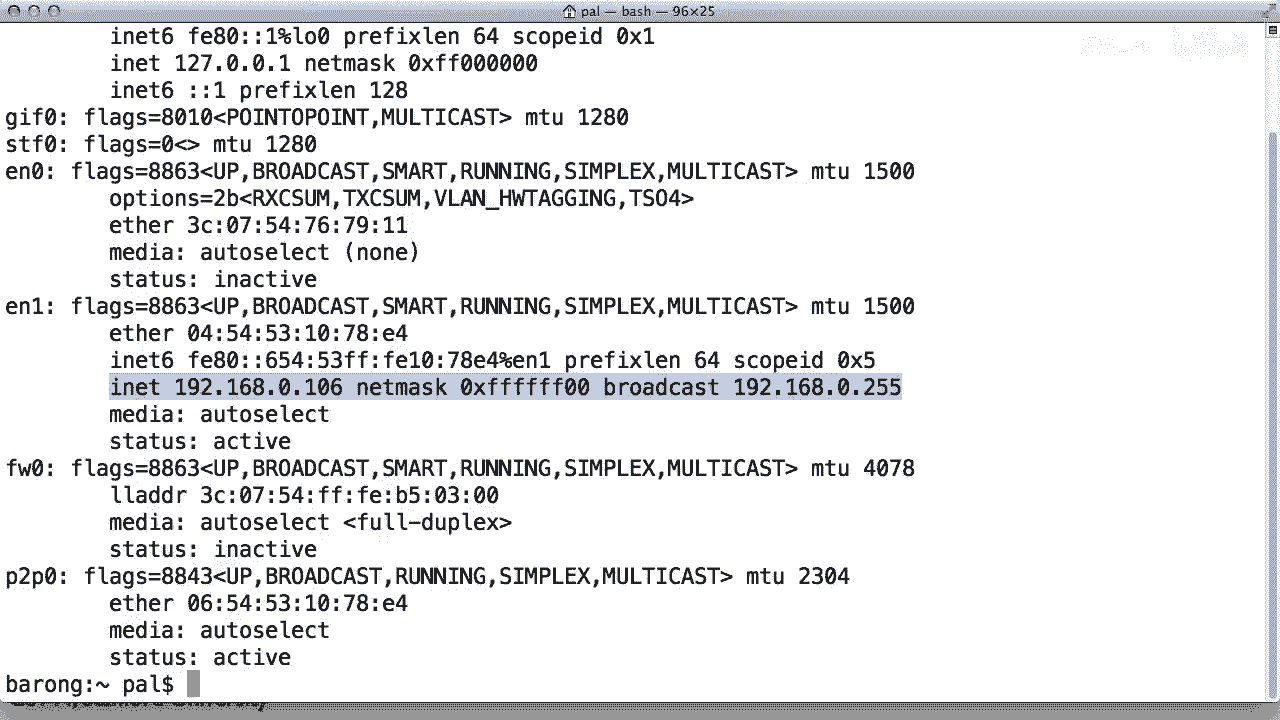 pal — bash — 96×25
inet6 fe80::1%lo0 prefixlen 64 scopeid 0x1
inet 127.0.0.1 netmask 0xff000000
inet6 ::1 prefixlen 128
gif0: flags=8010<POINTOPOINT,MULTICAST> mtu 1280
stf0: flags=0<> mtu 1280
en0: flags=8863<UP,BROADCAST,SMART,RUNNING,SIMPLEX,MULTICAST> mtu 1500
options=2b<RXCSUM,TXCSUM,VLAN_HWTAGGING,TSO4>
ether 3c:07:54:76:79:11
media: autoselect (none)
status: inactive
en1: flags=8863<UP,BROADCAST,SMART,RUNNING,SIMPLEX,MULTICAST> mtu 1500
ether 04:54:53:10:78:e4
inet6 fe80::654:53ff:fe10:78e4%en1 prefixlen 64 scopeid 0x5
inet 192.168.0.106 netmask 0xffffff00 broadcast 192.168.0.255
media: autoselect
status: active
fw0: flags=8863<UP,BROADCAST,SMART,RUNNING,SIMPLEX,MULTICAST> mtu 4078
lladdr 3c:07:54:ff:fe:b5:03:00
media: autoselect <full-duplex>
status: inactive
p2p0: flags=8843<UP,BROADCAST,RUNNING,SIMPLEX,MULTICAST> mtu 2304
ether 06:54:53:10:78:e4
media: autoselect
status: active
barong:~ pal$